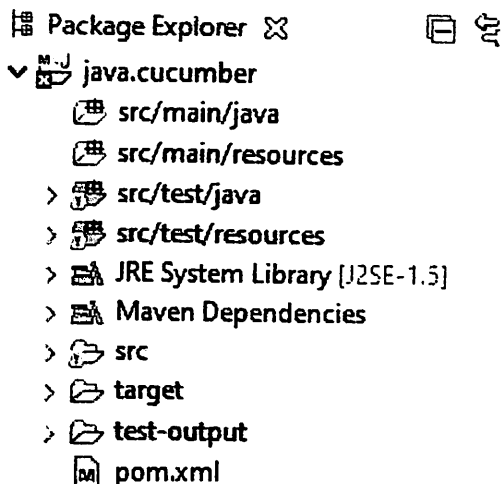 Package Explorer
M J
java.cucumber
src/main/java
src/main/resources
src/test/java
src/test/resources
JRE System Library [J2SE-1.5]
Maven Dependencies
src
target
test-output
M pom.xml